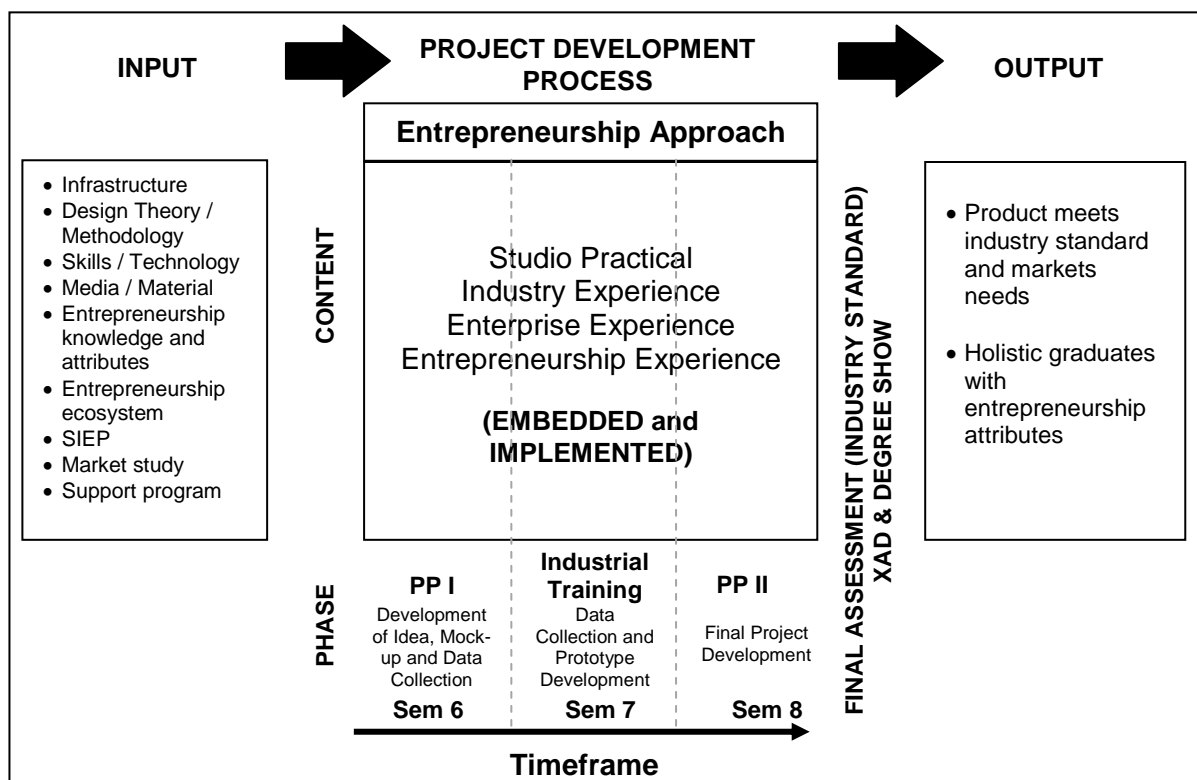 INPUT
PROJECT DEVELOPMENT
PROCESS
OUTPUT
Entrepreneurship Approach
• Infrastructure
• Design Theory /
Methodology
• Skills / Technology
• Media / Material
• Entrepreneurship
knowledge and
attributes
• Entrepreneurship
ecosystem
• SIEP
• Market study
• Support program
CONTENT
Studio Practical
Industry Experience
Enterprise Experience
Entrepreneurship Experience
(EMBEDDED and
IMPLEMENTED)
PHASE
PP I
Development
of Idea, Mock-
up and Data
Collection
Sem 6
Industrial
Training
Data
Collection and
Prototype
Development
Sem 7
PP II
Final Project
Development
Sem 8
Timeframe
FINAL ASSESSMENT (INDUSTRY STANDARD)
XAD & DEGREE SHOW
• Product meets
industry standard
and markets
needs
• Holistic graduates
with
entrepreneurship
attributes